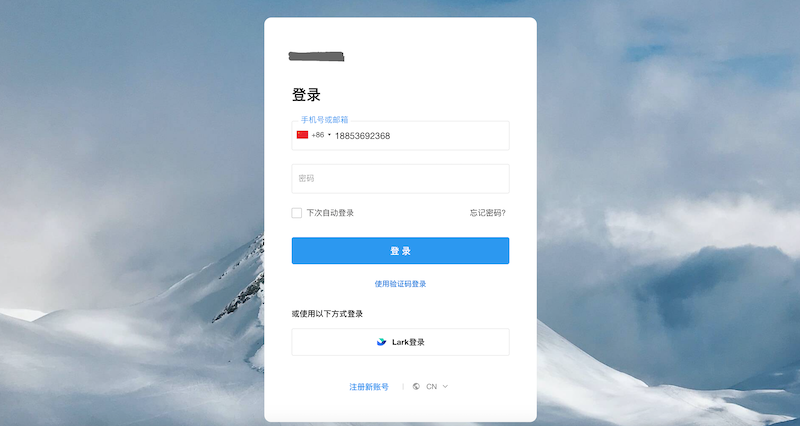 登录
手机号或邮箱
+86 18853692368
密码
下次自动登录 忘记密码?
登 录
使用验证码登录
或使用以下方式登录
Lark登录
注册新账号 CN